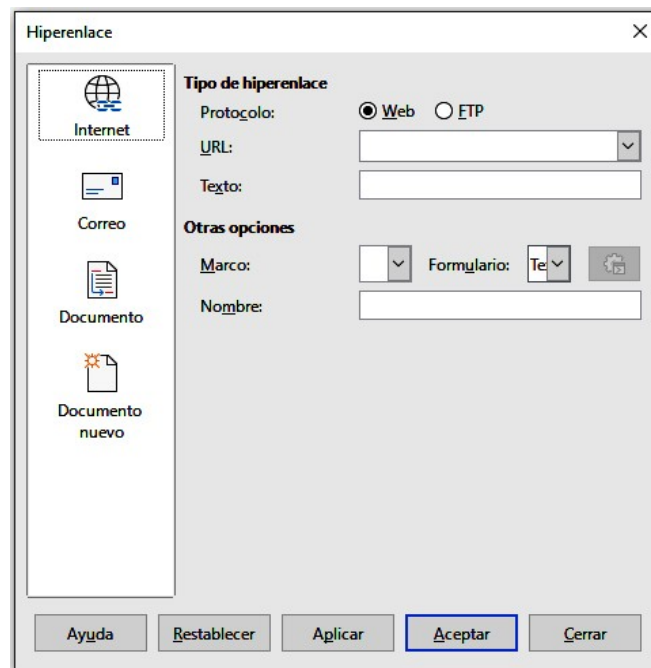 Hiperenlace
Internet
Correo
Documento
Documento
nuevo
Tipo de hiperenlace
Protocolo: Web FTP
URL:
Texto:
Otras opciones
Marco: Formulario: Te
Nombre:
Ayuda Restablecer Aplicar Aceptar Cerrar